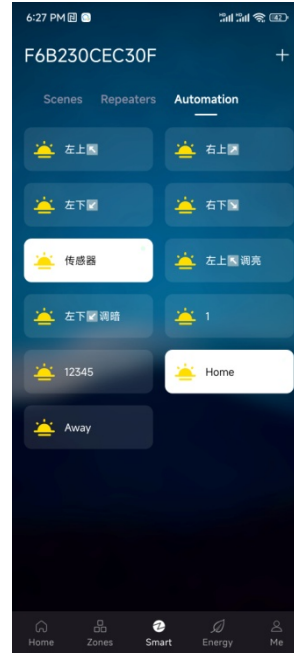 6:27 PM
F6B230CEC30F
Scenes Repeaters Automation
左上↖ 右上↗
左下↙ 右下↘
传感器 左上↖调亮
左下↙调暗 1
12345 Home
Away
Home Zones Smart Energy Me